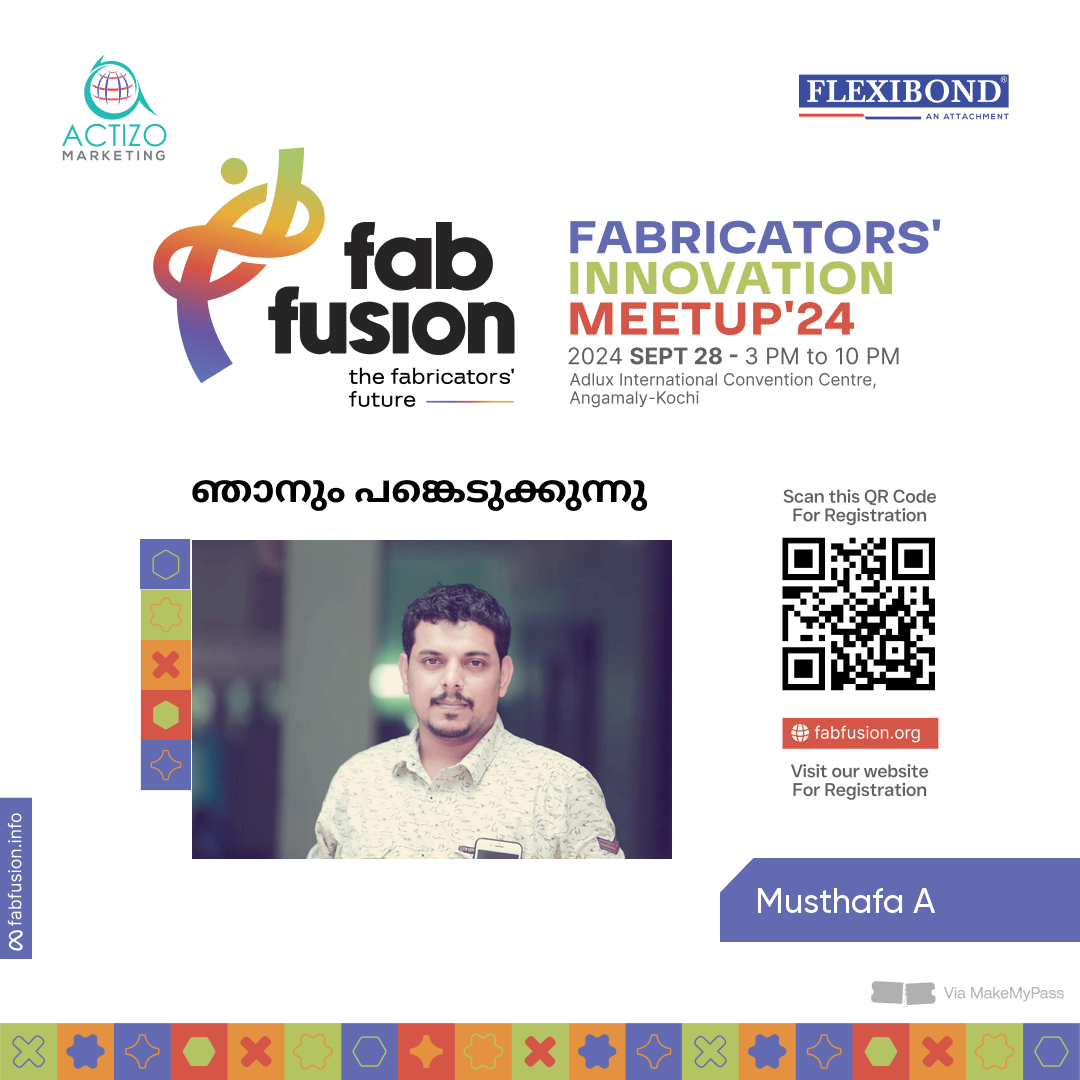 ACTIZO
MARKETING
FLEXIBOND®
AN ATTACHMENT
fab
fusion
the fabricators'
future
FABRICATORS'
INNOVATION
MEETUP'24
2024 SEPT 28 - 3 PM to 10 PM
Adlux International Convention Centre,
Angamaly-Kochi
ഞാനും പങ്കെടുക്കുന്നു
Scan this QR Code
For Registration
fabfusion.org
Visit our website
For Registration
fabfusion.info
Musthafa A
Via MakeMyPass